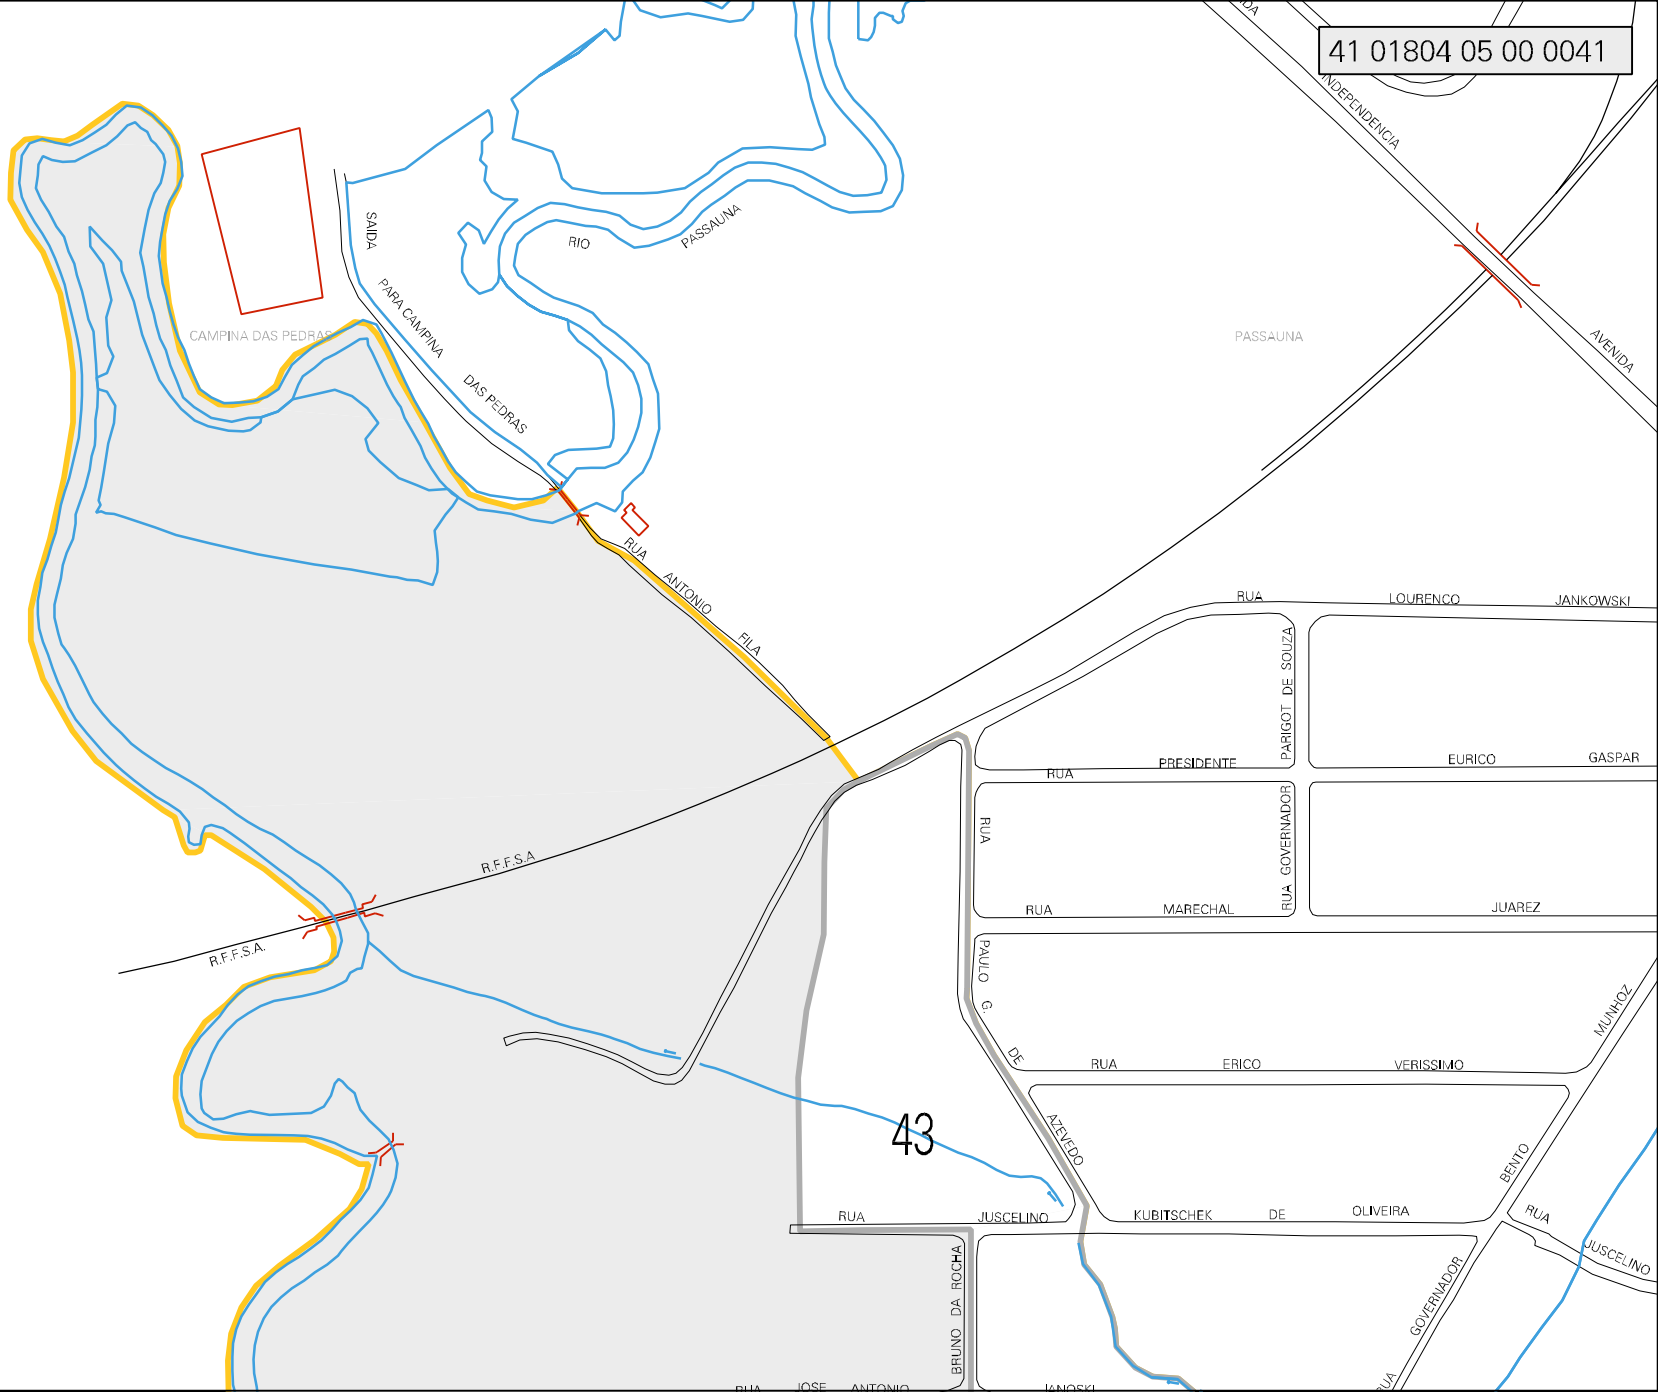 41 01804 05 00 0041
INDEPENDENCIA
AVENIDA
SAIDA
PARA CAMPINA
DAS PEDRAS
RIO
PASSAUNA
CAMPINA DAS PEDRAS
PASSAUNA
RUA
ANTONIO
FILA
RUA LOURENCO JANKOWSKI
PARIGOT DE SOUZA
RUA GOVERNADOR
RUA PRESIDENTE EURICO GASPAR
R.F.F.S.A
R.F.F.S.A.
RUA
PAULO G.
DE
AZEVEDO
RUA MARECHAL JUAREZ
RUA ERICO VERISSIMO
MUNHOZ
BENTO
GOVERNADOR
RUA
43
RUA JUSCELINO KUBITSCHEK DE OLIVEIRA
RUA
JUSCELINO
BRUNO DA ROCHA
RUA JOSE ANTONIO JANOSKI